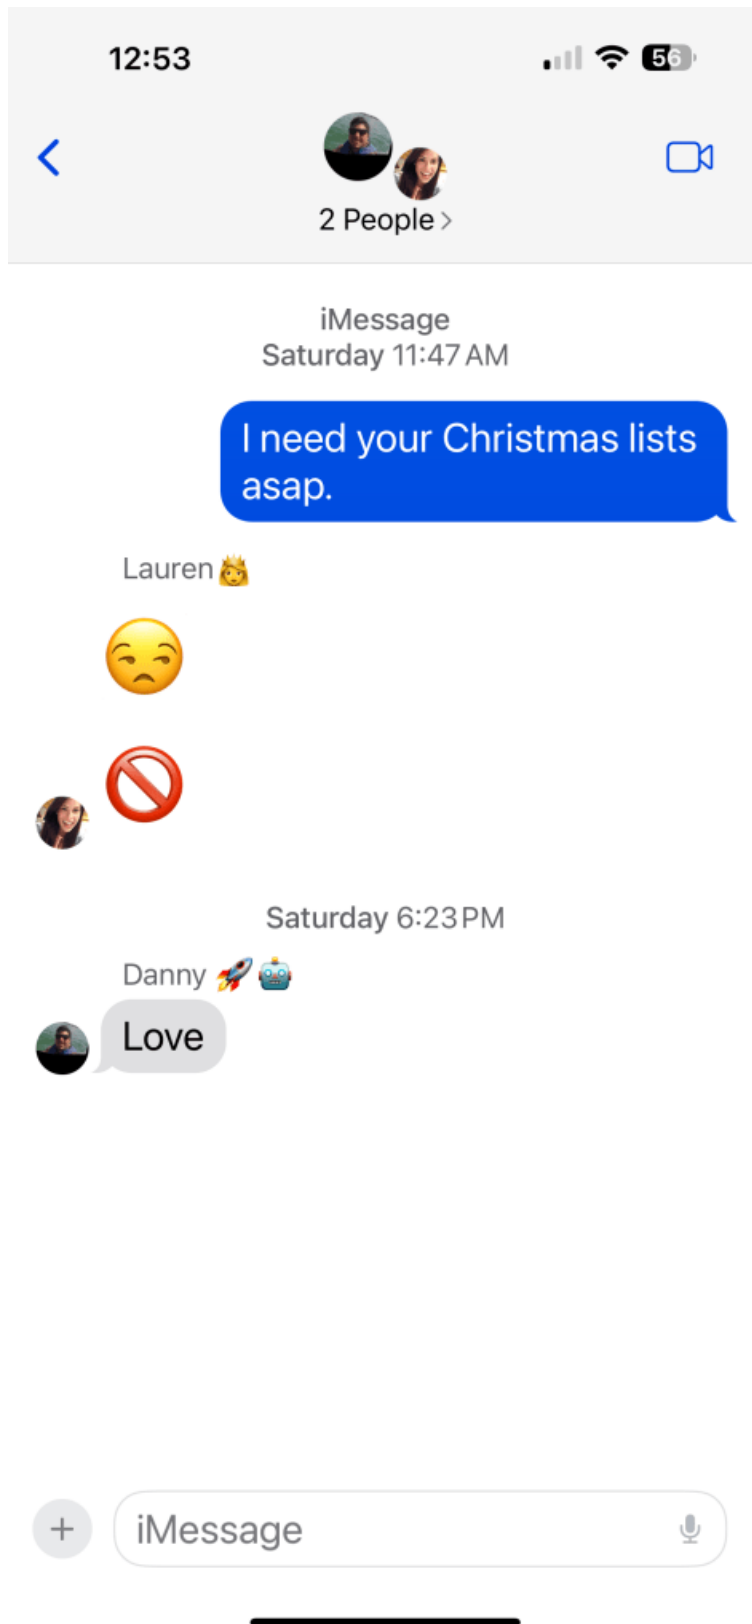 12:53
56
2 People >
iMessage
Saturday 11:47 AM
I need your Christmas lists
asap.
Lauren👸
😒
🚫
Saturday 6:23 PM
Danny 🚀🤖
Love
iMessage